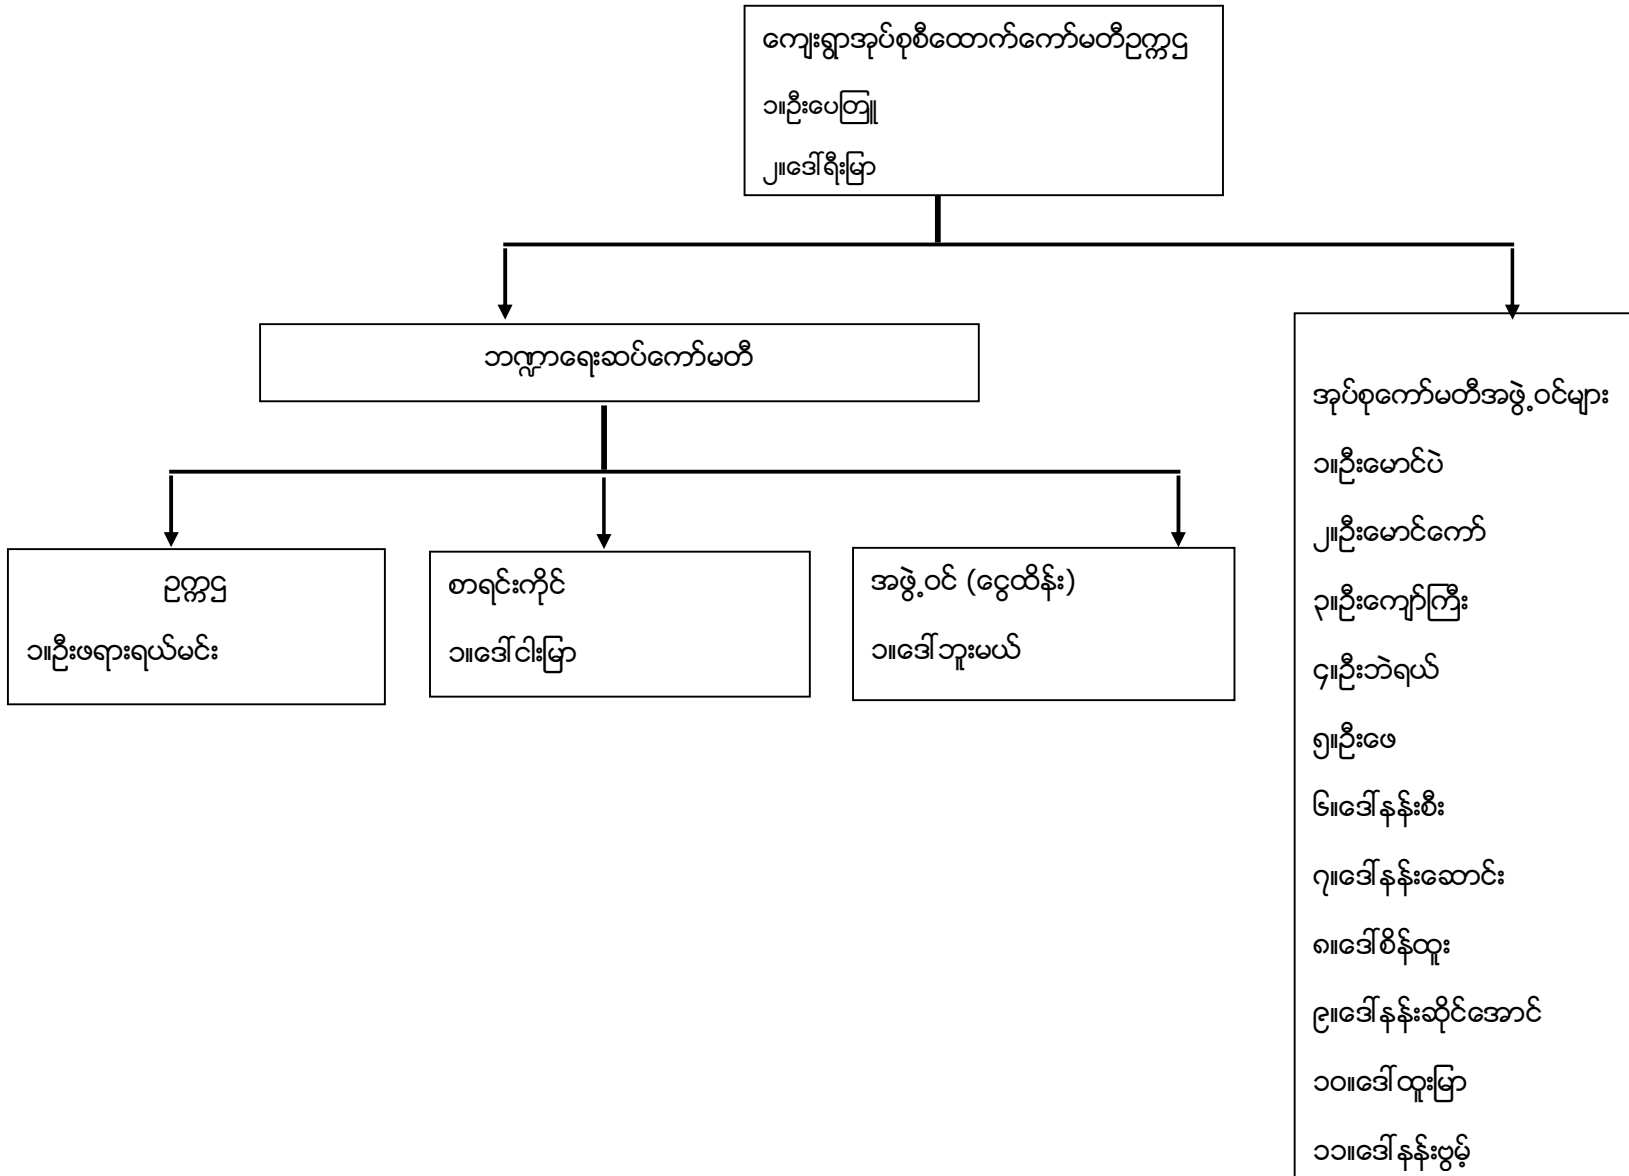 ကျေးရွာအုပ်စုစီထောက်ကော်မတီဥက္ကဌ
၁။ဦးပေတြူ
၂။ဒေါ်ရီးမြာ
ဘဏ္ဍာရေးဆပ်ကော်မတီ
ဥက္ကဌ
၁။ဦးဖရားရယ်မင်း
စာရင်းကိုင်
၁။ဒေါ်ငါးမြာ
အဖွဲ့ဝင် (ငွေထိန်း)
၁။ဒေါ်ဘူးမယ်
အုပ်စုကော်မတီအဖွဲ့ဝင်များ
၁။ဦးမောင်ပဲ
၂။ဦးမောင်ကော်
၃။ဦးကျော်ကြီး
၄။ဦးဘဲရယ်
၅။ဦးဖေ
၆။ဒေါ်နန်းစီး
၇။ဒေါ်နန်းဆောင်း
၈။ဒေါ်စိန်ထူး
၉။ဒေါ်နန်းဆိုင်အောင်
၁၀။ဒေါ်ထူးမြာ
၁၁။ဒေါ်နန်းဗွမ့်